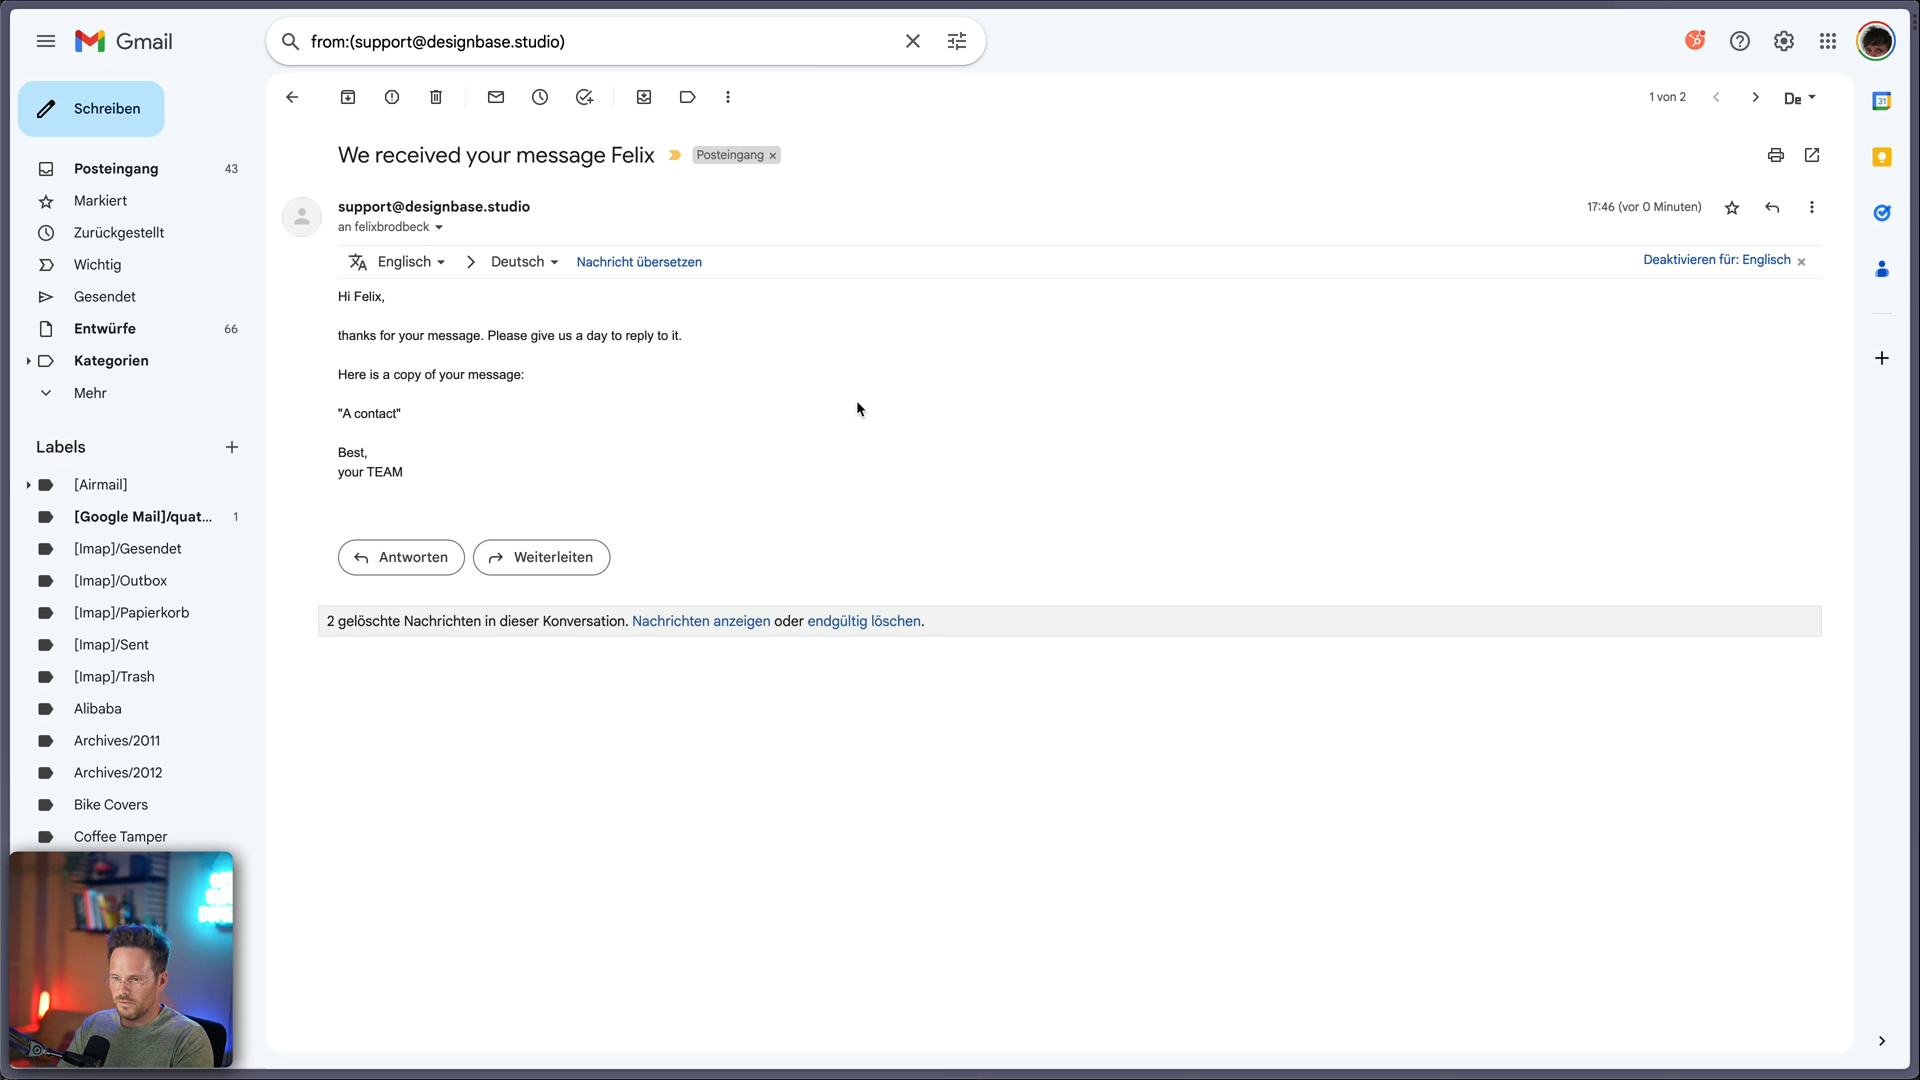 Gmail
from:(support@designbase.studio)
Schreiben
1 von 2
De
We received your message Felix
Posteingang
Posteingang 43
Markiert
Zurückgestellt
Wichtig
Gesendet
Entwürfe 66
Kategorien
Mehr
Labels
[Airmail]
[Google Mail]/quat... 1
[Imap]/Gesendet
[Imap]/Outbox
[Imap]/Papierkorb
[Imap]/Sent
[Imap]/Trash
Alibaba
Archives/2011
Archives/2012
Bike Covers
Coffee Tamper
support@designbase.studio
17:46 (vor 0 Minuten)
an felixbrodbeck
Englisch
Deutsch
Nachricht übersetzen
Deaktivieren für: Englisch
Hi Felix,
thanks for your message. Please give us a day to reply to it.
Here is a copy of your message:
"A contact"
Best,
your TEAM
Antworten
Weiterleiten
2 gelöschte Nachrichten in dieser Konversation. Nachrichten anzeigen oder endgültig löschen.
31